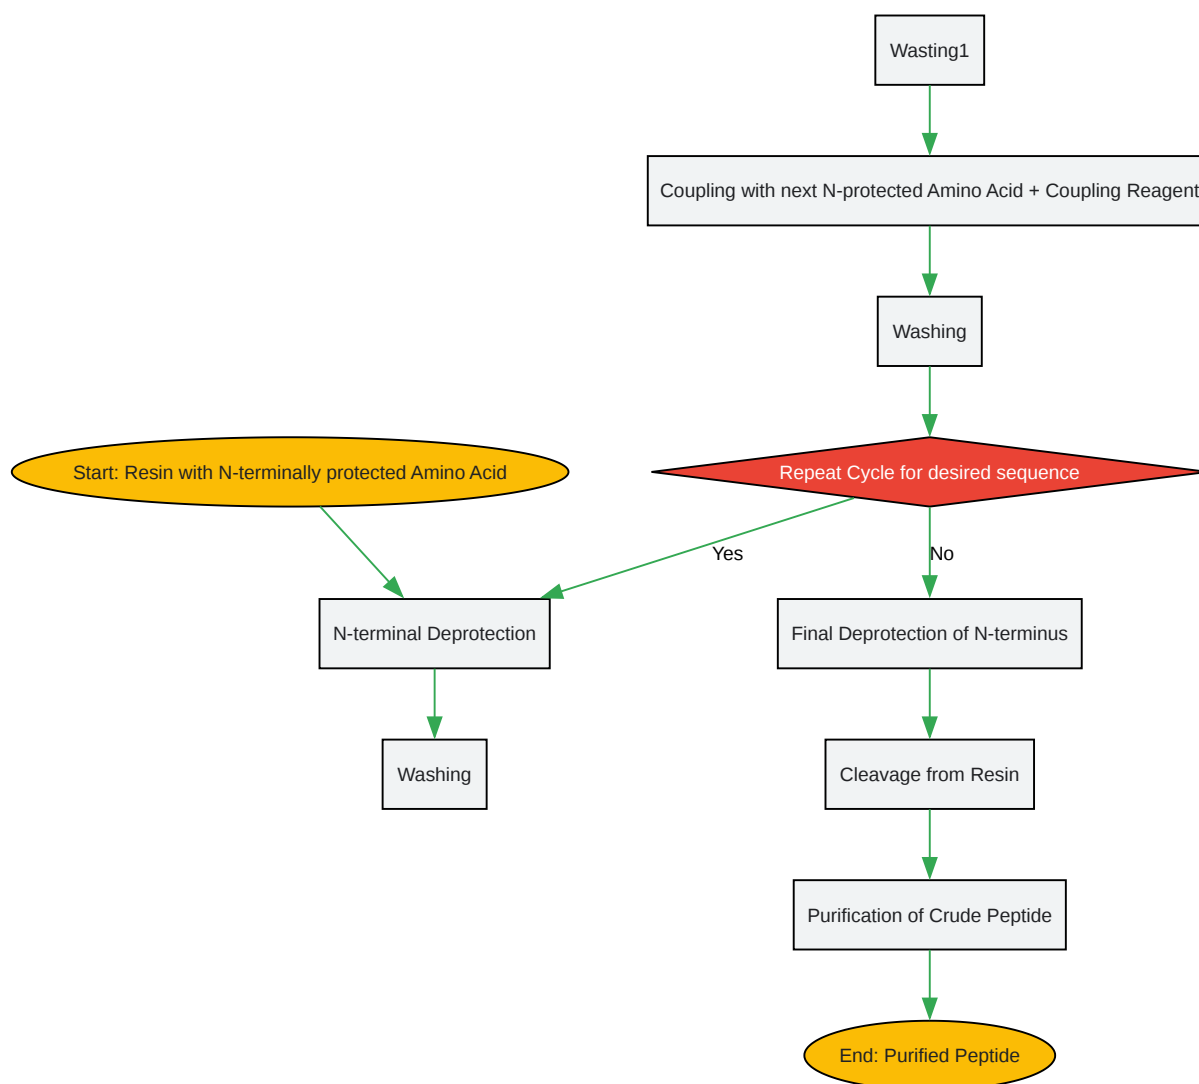 Wasting1
Coupling with next N-protected Amino Acid + Coupling Reagent
Washing
Start: Resin with N-terminally protected Amino Acid
Repeat Cycle for desired sequence
Yes
No
N-terminal Deprotection
Final Deprotection of N-terminus
Washing
Cleavage from Resin
Purification of Crude Peptide
End: Purified Peptide